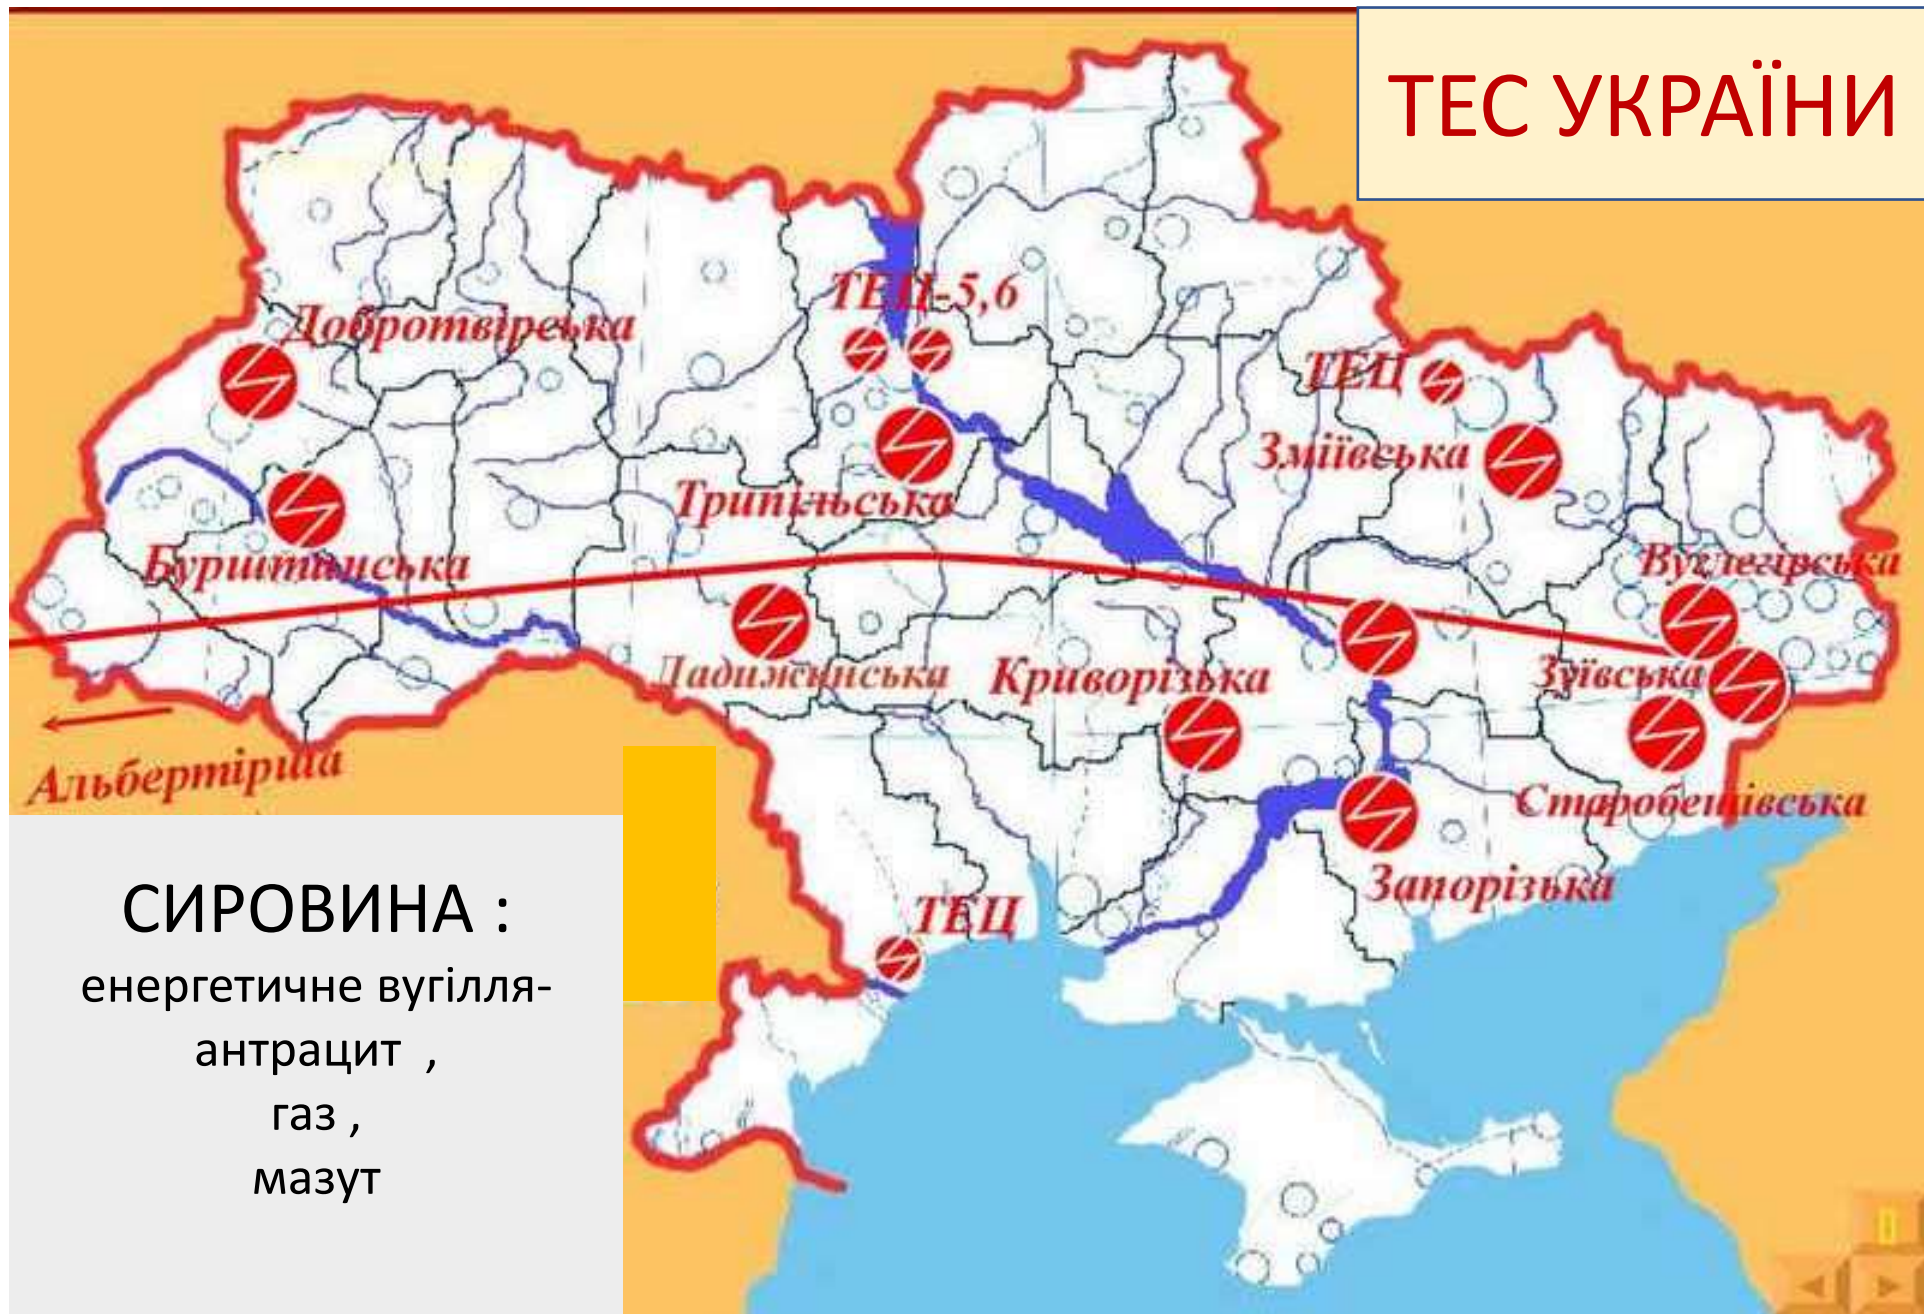 ТЕС УКРАЇНИ
ТЕЦ-5,6
Добротвірська
ТЕЦ
Зміївська
Трипільська
Бурштинська
Вуглегірська
Ладижинська
Криворізька
Зуївська
Альбертірша
Старобешівська
Запорізька
ТЕЦ
СИРОВИНА :
енергетичне вугілля-
антрацит ,
газ ,
мазут